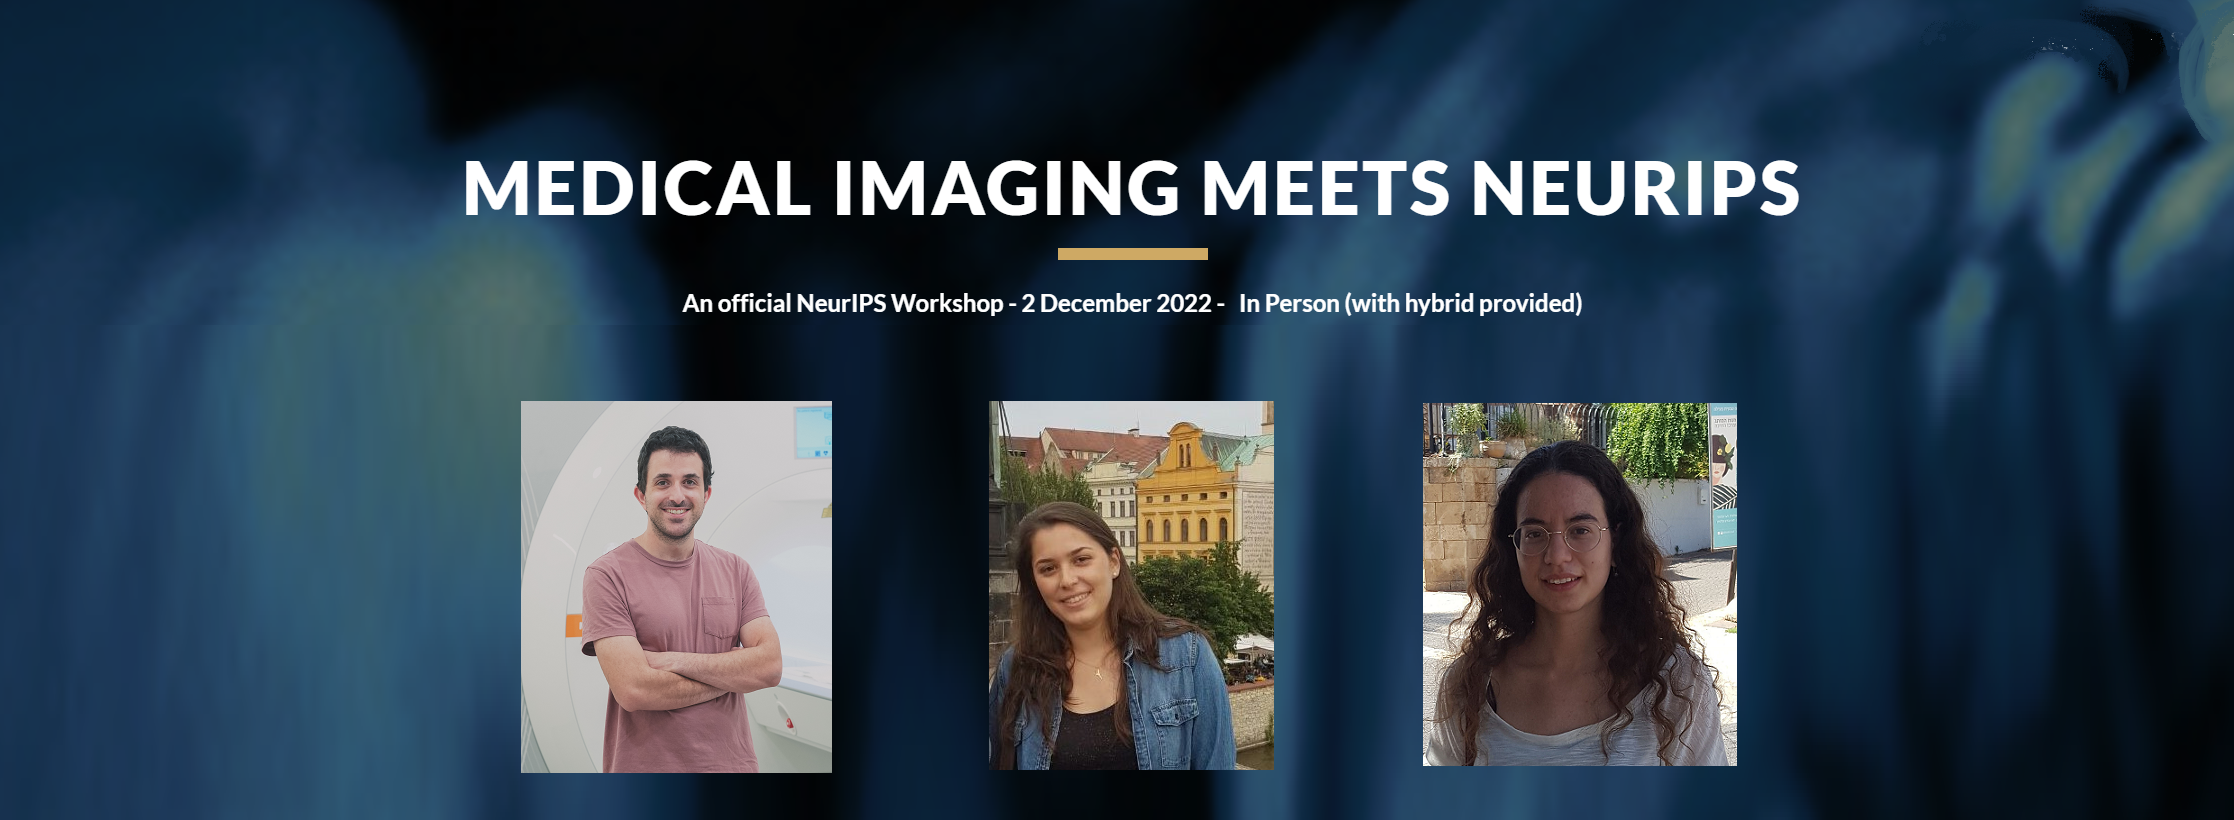 MEDICAL IMAGING MEETS NEURIPS
An official NeurIPS Workshop - 2 December 2022 - In Person (with hybrid provided)